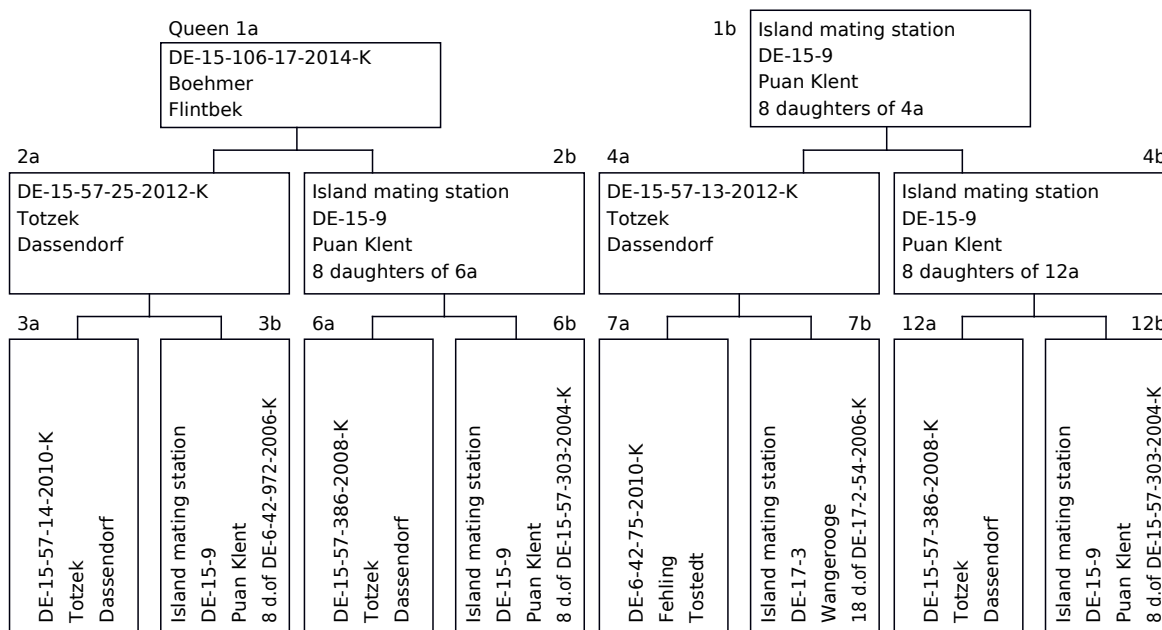 Queen 1a
DE-15-106-17-2014-K
Boehmer
Flintbek
1b
Island mating station
DE-15-9
Puan Klent
8 daughters of 4a
2a
DE-15-57-25-2012-K
Totzek
Dassendorf
2b
Island mating station
DE-15-9
Puan Klent
8 daughters of 6a
4a
DE-15-57-13-2012-K
Totzek
Dassendorf
4b
Island mating station
DE-15-9
Puan Klent
8 daughters of 12a
3a
DE-15-57-14-2010-K
Totzek
Dassendorf
3b
Island mating station
DE-15-9
Puan Klent
8 d.of DE-6-42-972-2006-K
6a
DE-15-57-386-2008-K
Totzek
Dassendorf
6b
Island mating station
DE-15-9
Puan Klent
8 d.of DE-15-57-303-2004-K
7a
DE-6-42-75-2010-K
Fehling
Tostedt
7b
Island mating station
DE-17-3
Wangerooge
18 d.of DE-17-2-54-2006-K
12a
DE-15-57-386-2008-K
Totzek
Dassendorf
12b
Island mating station
DE-15-9
Puan Klent
8 d.of DE-15-57-303-2004-K